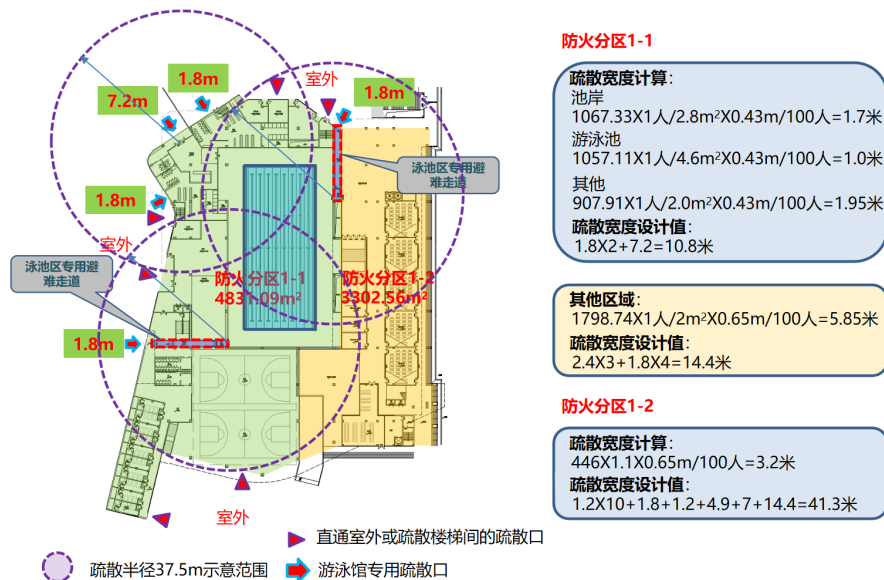 1.8m
7.2m
1.8m
室外
1.8m
泳池区专用避
难走道
室外
泳池区专用避
难走道
1.8m
防火分区1-1
4831.09m²
防火分区1-2
3302.56m²
室外
直通室外或疏散楼梯间的疏散口
疏散半径37.5m示意范围
游泳馆专用疏散口
防火分区1-1
疏散宽度计算:
池岸
1067.33X1人/2.8m²X0.43m/100人=1.7米
游泳池
1057.11X1人/4.6m²X0.43m/100人=1.0米
其他
907.91X1人/2.0m²X0.43m/100人=1.95米
疏散宽度设计值:
1.8X2+7.2=10.8米
其他区域:
1798.74X1人/2m²X0.65m/100人=5.85米
疏散宽度设计值:
2.4X3+1.8X4=14.4米
防火分区1-2
疏散宽度计算:
446X1.1X0.65m/100人=3.2米
疏散宽度设计值:
1.2X10+1.8+1.2+4.9+7+14.4=41.3米